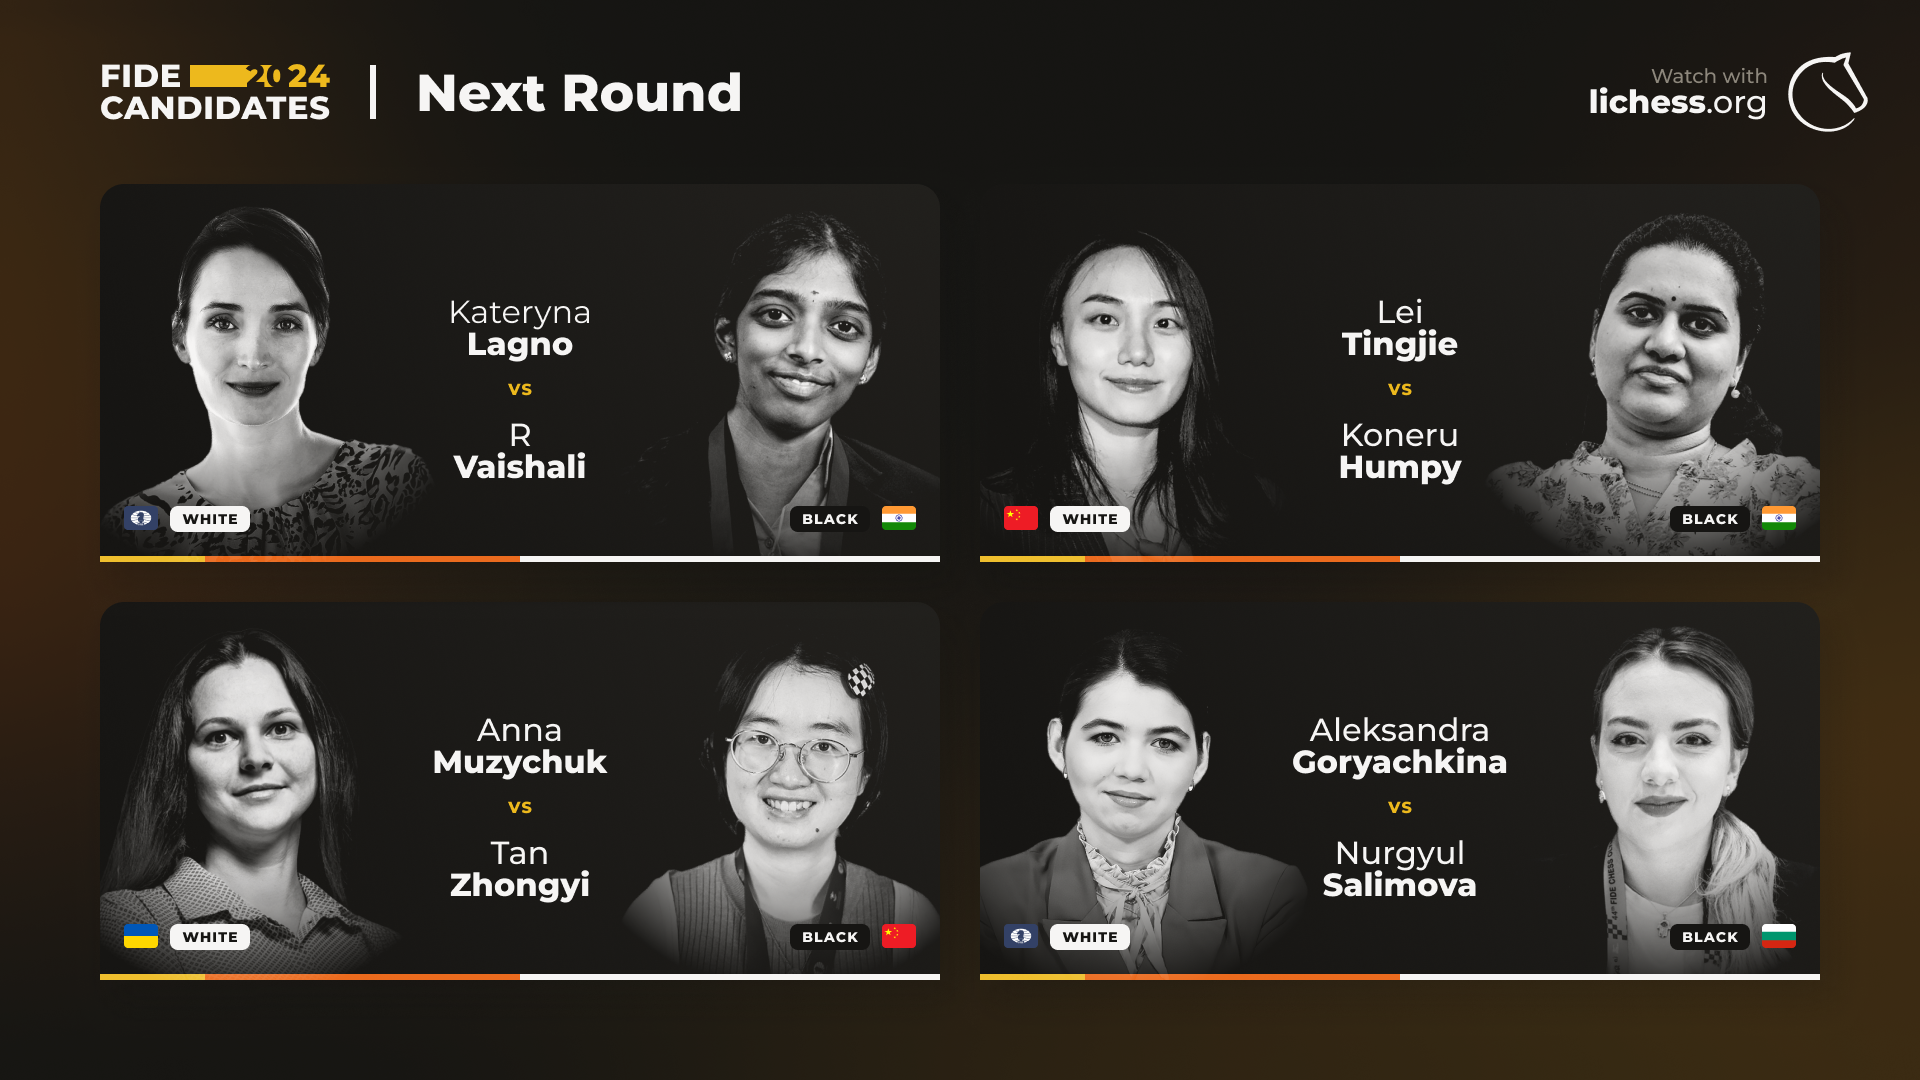 FIDE 2024
CANDIDATES
Next Round
Watch with
lichess.org
Kateryna
Lagno
vs
R
Vaishali
WHITE
BLACK
Lei
Tingjie
vs
Koneru
Humpy
WHITE
BLACK
Anna
Muzychuk
vs
Tan
Zhongyi
WHITE
BLACK
Aleksandra
Goryachkina
vs
Nurgyul
Salimova
WHITE
BLACK